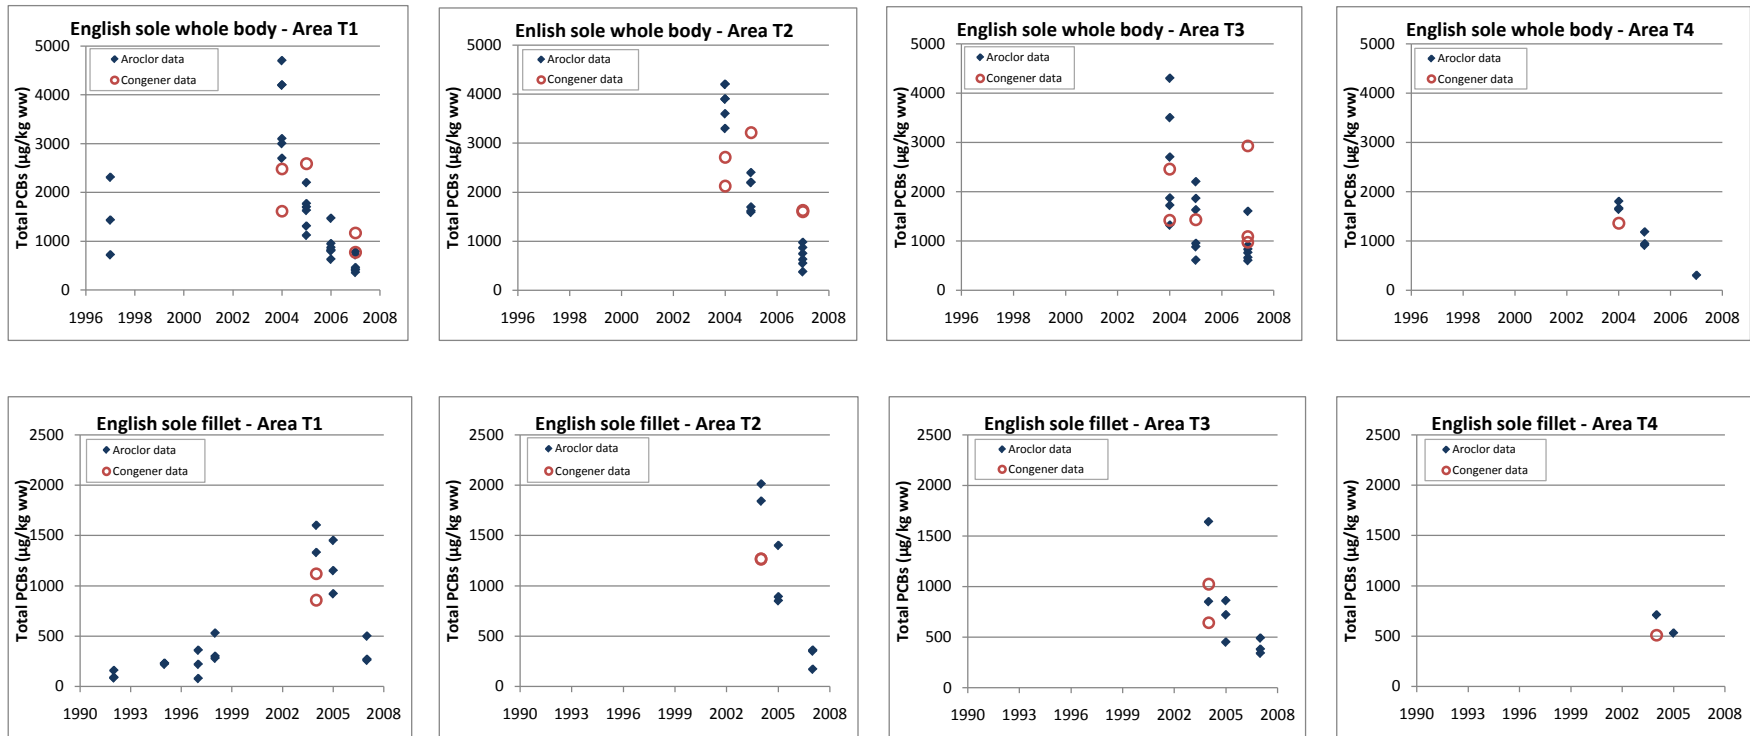 English sole whole body - Area T1
Aroclor data
Congener data
Total PCBs (µg/kg ww)
5000
4000
3000
2000
1000
0
1996 1998 2000 2002 2004 2006 2008
Enlish sole whole body - Area T2
Aroclor data
Congener data
Total PCBs (µg/kg ww)
5000
4000
3000
2000
1000
0
1996 1998 2000 2002 2004 2006 2008
English sole whole body - Area T3
Aroclor data
Congener data
Total PCBs (µg/kg ww)
5000
4000
3000
2000
1000
0
1996 1998 2000 2002 2004 2006 2008
English sole whole body - Area T4
Aroclor data
Congener data
Total PCBs (µg/kg ww)
5000
4000
3000
2000
1000
0
1996 1998 2000 2002 2004 2006 2008
English sole fillet - Area T1
Aroclor data
Congener data
Total PCBs (µg/kg ww)
2500
2000
1500
1000
500
0
1990 1993 1996 1999 2002 2005 2008
English sole fillet - Area T2
Aroclor data
Congener data
Total PCBs (µg/kg ww)
2500
2000
1500
1000
500
0
1990 1993 1996 1999 2002 2005 2008
English sole fillet - Area T3
Aroclor data
Congener data
Total PCBs (µg/kg ww)
2500
2000
1500
1000
500
0
1990 1993 1996 1999 2002 2005 2008
English sole fillet - Area T4
Aroclor data
Congener data
Total PCBs (µg/kg ww)
2500
2000
1500
1000
500
0
1990 1993 1996 1999 2002 2005 2008